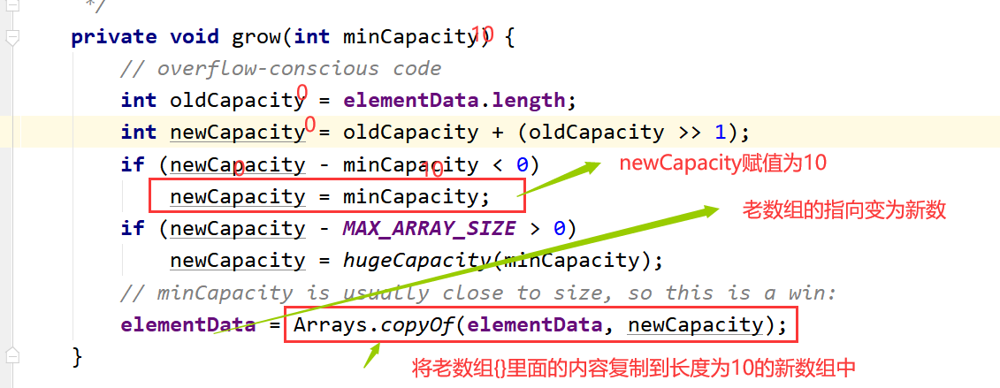 */
private void grow(int minCapacity) { 10
// overflow-conscious code
int oldCapacity = elementData.length; 0
int newCapacity = oldCapacity + (oldCapacity >> 1); 0
if (newCapacity - minCapacity < 0) 0 10
newCapacity赋值为10
newCapacity = minCapacity;
老数组的指向变为新数
if (newCapacity - MAX_ARRAY_SIZE > 0)
newCapacity = hugeCapacity(minCapacity);
// minCapacity is usually close to size, so this is a win:
elementData = Arrays.copyOf(elementData, newCapacity);
}
将老数组{}里面的内容复制到长度为10的新数组中